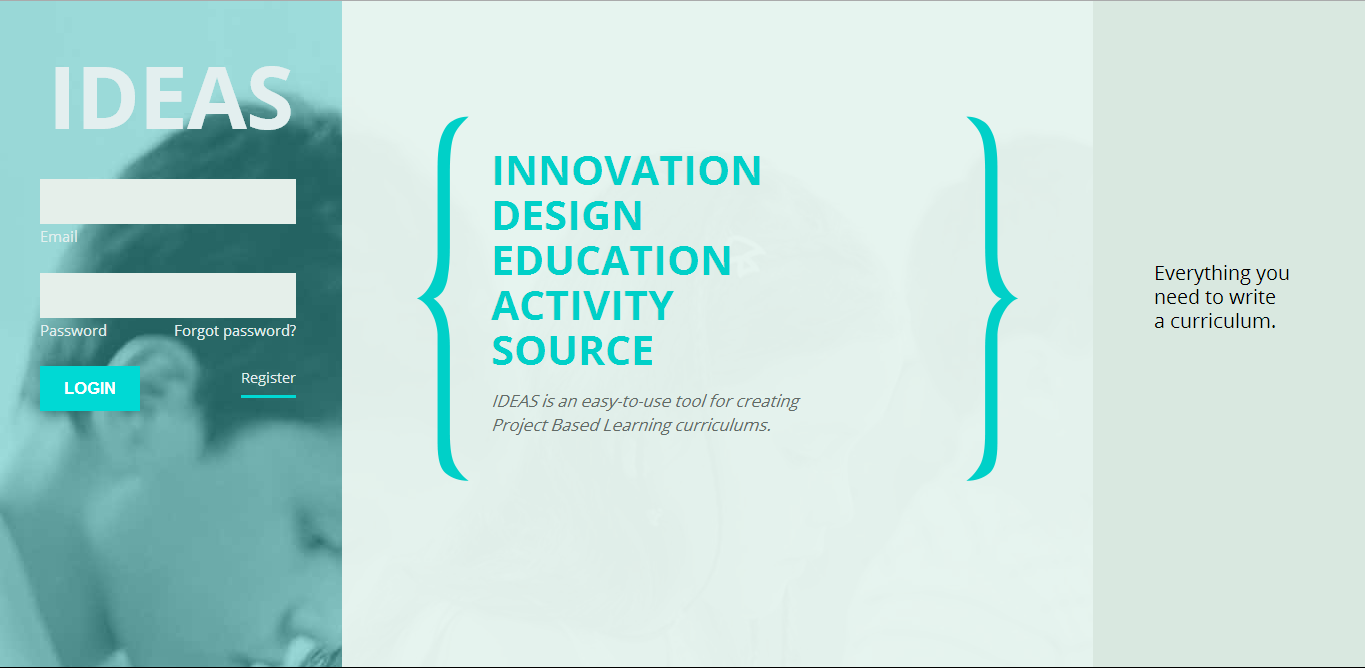 IDEAS
Email
Password Forgot password?
LOGIN Register
INNOVATION
DESIGN
EDUCATION
ACTIVITY
SOURCE
IDEAS is an easy-to-use tool for creating
Project Based Learning curriculums.
Everything you
need to write
a curriculum.